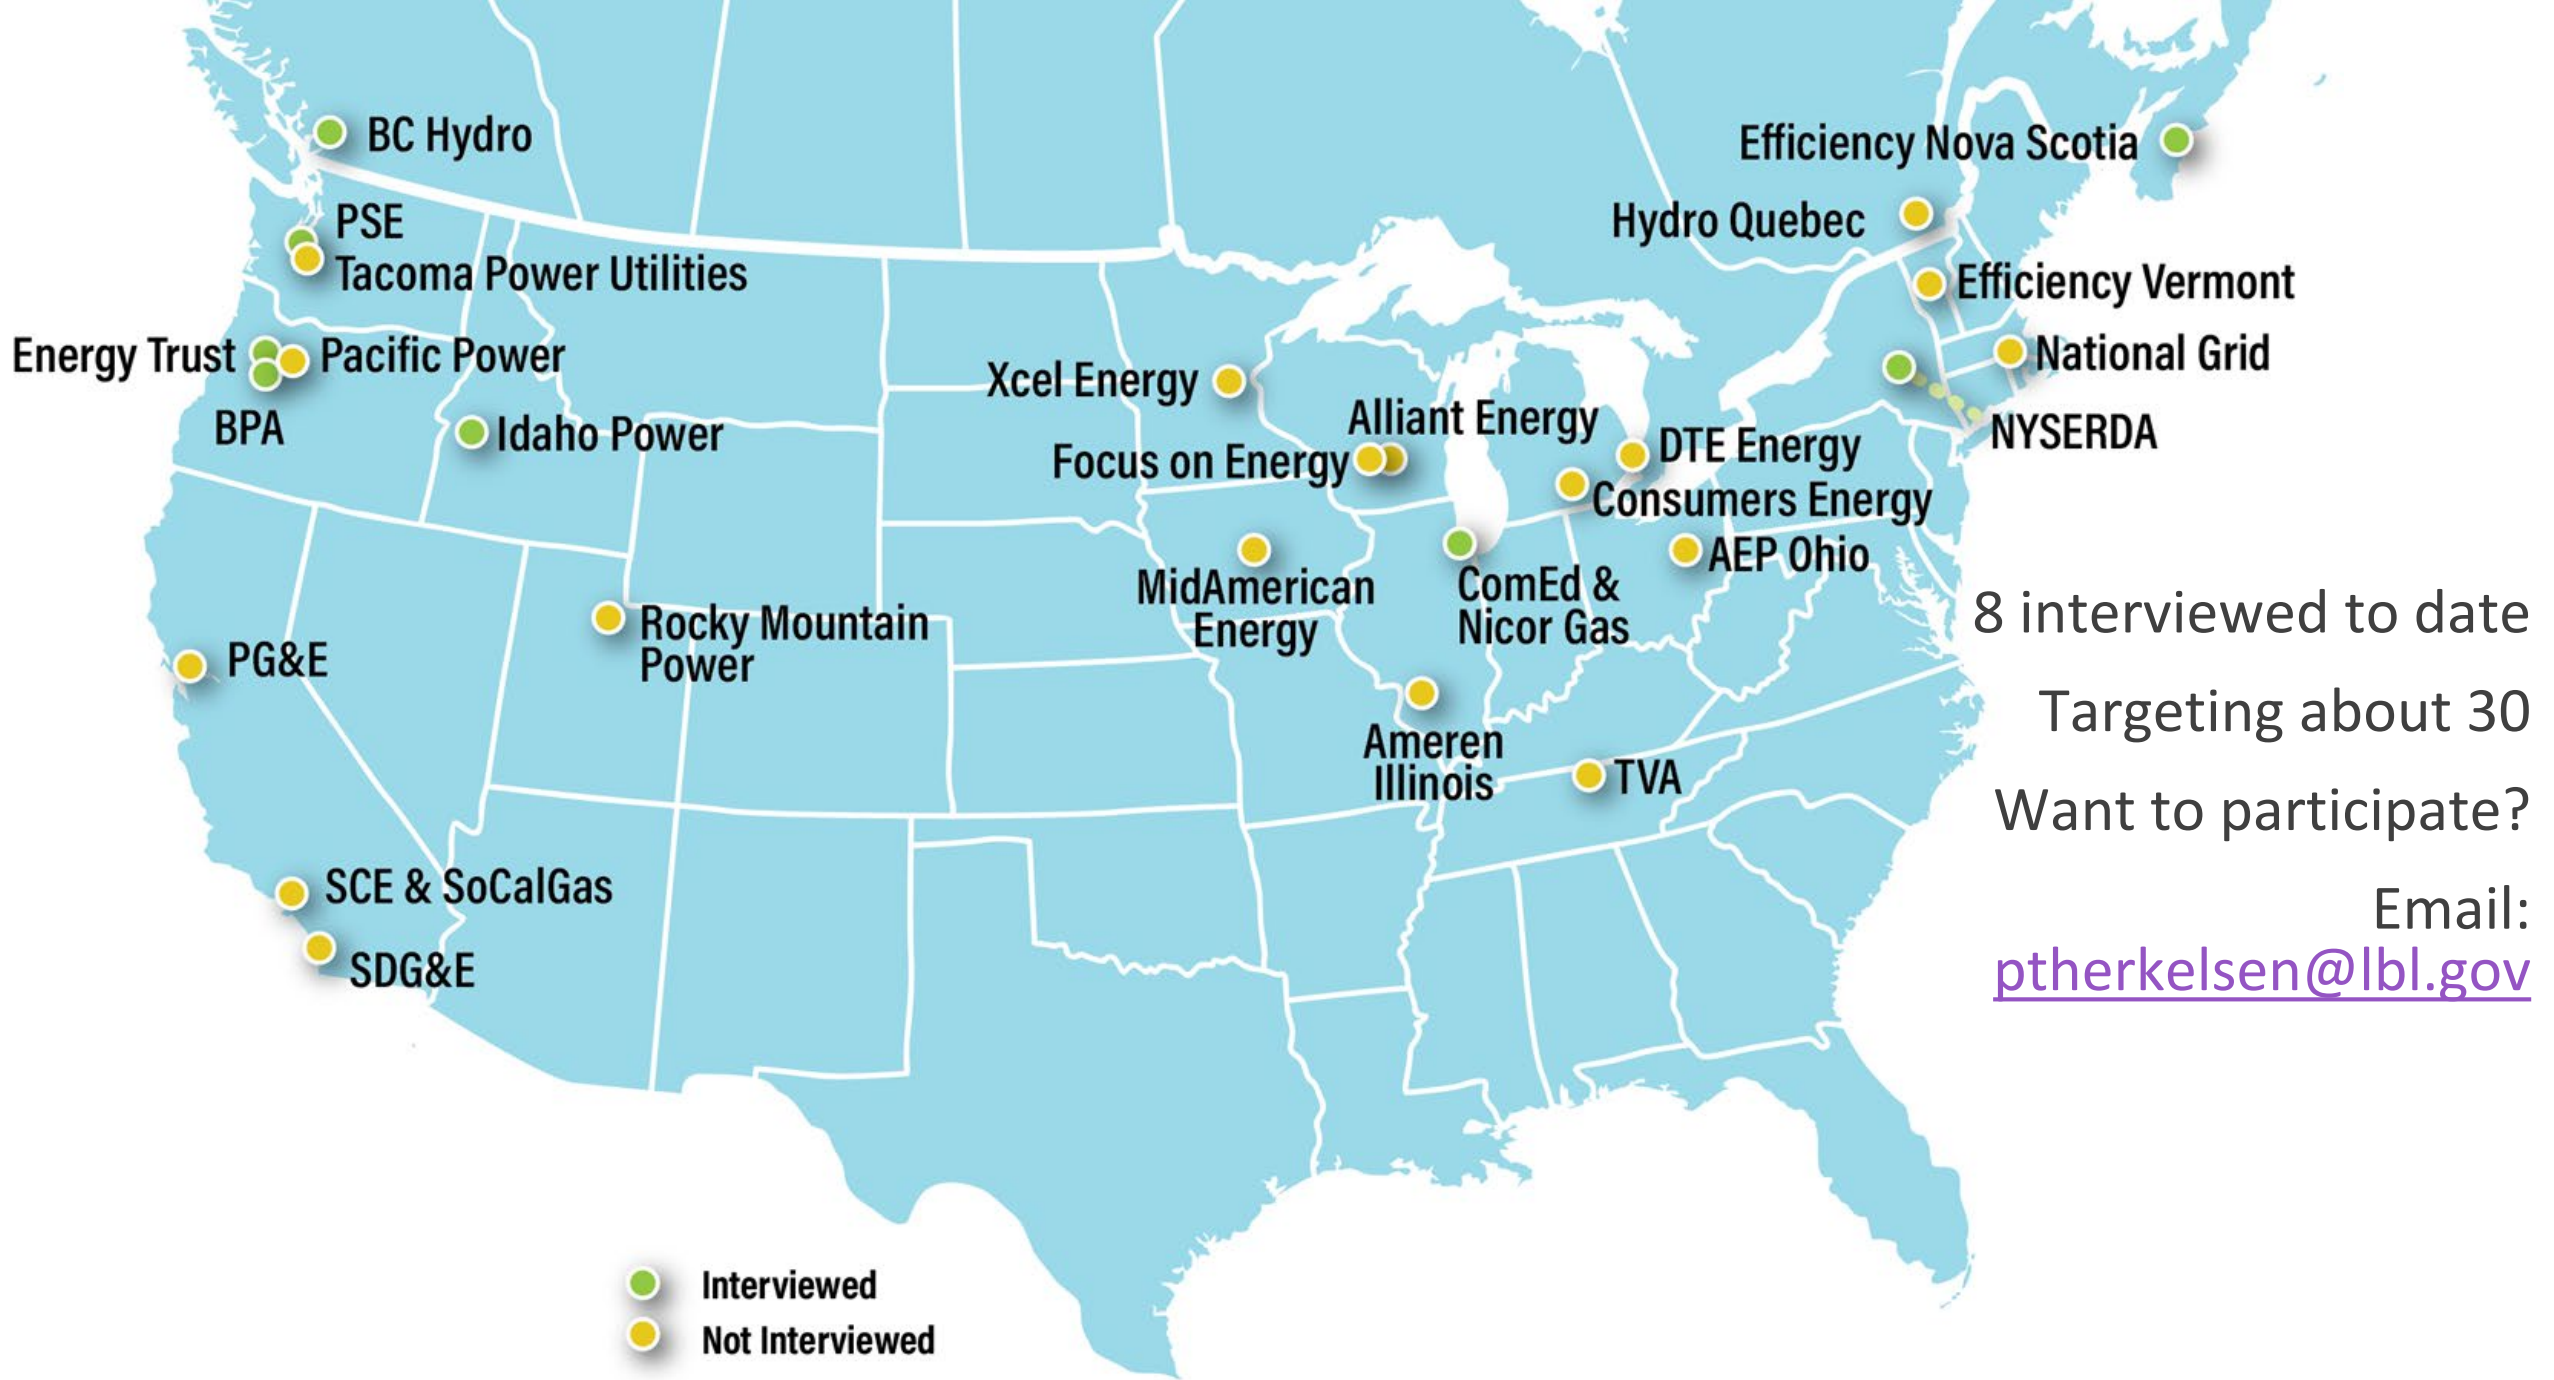 BC Hydro
PSE
Tacoma Power Utilities
Energy Trust
Pacific Power
BPA
Idaho Power
PG&E
Rocky Mountain
Power
SCE & SoCalGas
SDG&E
Xcel Energy
Alliant Energy
Focus on Energy
DTE Energy
Consumers Energy
MidAmerican
Energy
ComEd &
Nicor Gas
AEP Ohio
Ameren
Illinois
TVA
Efficiency Nova Scotia
Hydro Quebec
Efficiency Vermont
National Grid
NYSERDA
8 interviewed to date
Targeting about 30
Want to participate?
Email:
ptherkelsen@lbl.gov
Interviewed
Not Interviewed